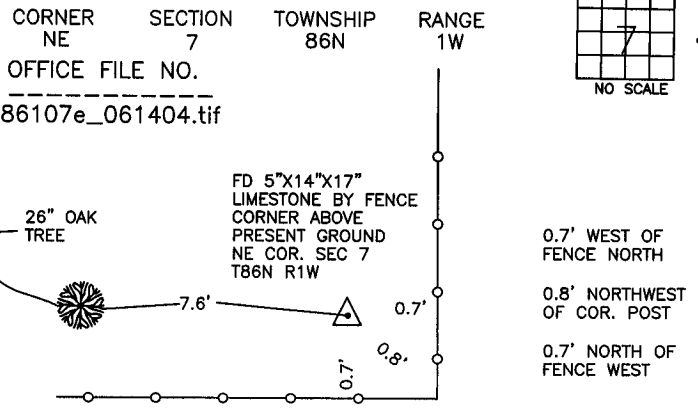 CORNER SECTION TOWNSHIP RANGE
NE 7 86N 1W
OFFICE FILE NO.
86107e_061404.tif
7
NO SCALE
FD 5"X14"X17"
LIMESTONE BY FENCE
CORNER ABOVE
PRESENT GROUND
NE COR. SEC 7
T86N R1W
26" OAK
TREE
7.6'
0.7'
0.8'
0.7'
0.7' WEST OF
FENCE NORTH
0.8' NORTHWEST
OF COR. POST
0.7' NORTH OF
FENCE WEST